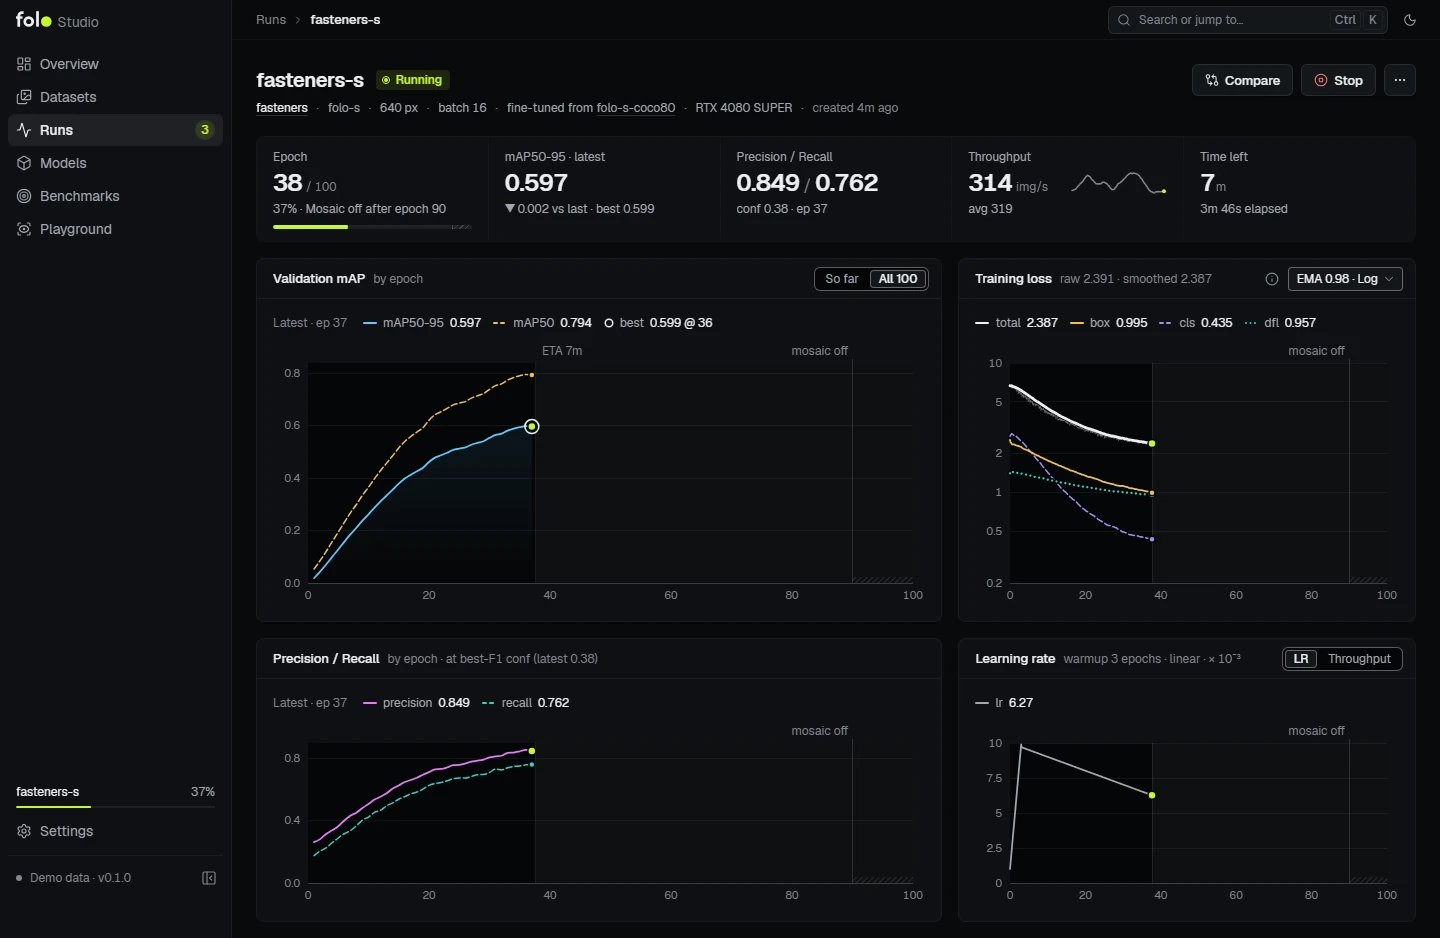 folo Studio
Runs > fasteners-s
Search or jump to... Ctrl K
Overview
Datasets
Runs 3
Models
Benchmarks
Playground
fasteners-s Running
Compare
Stop
fasteners · folo-s · 640 px · batch 16 · fine-tuned from folo-s-coco80 · RTX 4080 SUPER · created 4m ago
Epoch
38 / 100
37% · Mosaic off after epoch 90
mAP50-95 · latest
0.597
▼ 0.002 vs last · best 0.599
Precision / Recall
0.849 / 0.762
conf 0.38 · ep 37
Throughput
314 img/s
avg 319
Time left
7 m
3m 46s elapsed
Validation mAP by epoch
So far All 100
Latest · ep 37 mAP50-95 0.597 mAP50 0.794 best 0.599 @ 36
ETA 7m mosaic off
0.8
0.6
0.4
0.2
0.0
0 20 40 60 80 100
Training loss raw 2.391 · smoothed 2.387
EMA 0.98 · Log
total 2.387 box 0.995 cls 0.435 dfl 0.957
mosaic off
10
5
2
1
0.5
0.2
0 20 40 60 80 100
Precision / Recall by epoch · at best-F1 conf (latest 0.38)
Latest · ep 37 precision 0.849 recall 0.762
mosaic off
0.8
0.4
0.0
0 20 40 60 80 100
Learning rate warmup 3 epochs · linear · × 10⁻³
LR Throughput
lr 6.27
mosaic off
10
7.5
5
2.5
0
0 20 40 60 80 100
fasteners-s 37%
Settings
Demo data · v0.1.0